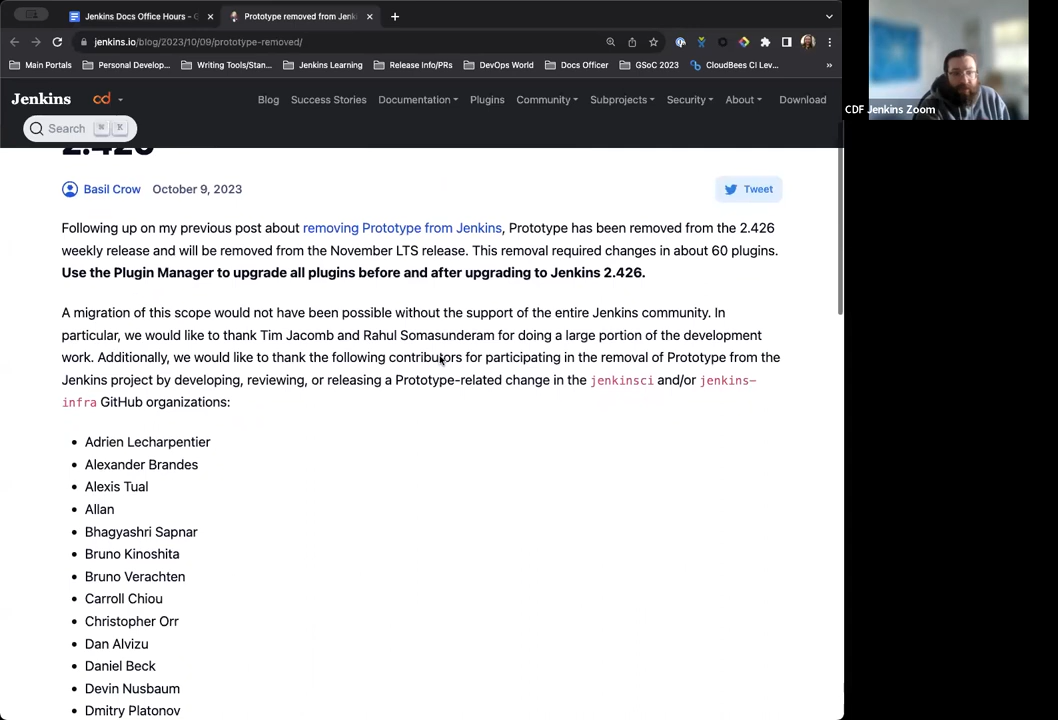 Jenkins Docs Office Hours - G
Prototype removed from Jenki
jenkins.io/blog/2023/10/09/prototype-removed/
Main Portals
Personal Develop...
Writing Tools/Stan...
Jenkins Learning
Release Info/PRs
DevOps World
Docs Officer
GSoC 2023
CloudBees CI Lev...
»
Jenkins
cd
Blog
Success Stories
Documentation
Plugins
Community
Subprojects
Security
About
Download
Search
⌘
K
2.426
Basil Crow October 9, 2023
Tweet
Following up on my previous post about removing Prototype from Jenkins, Prototype has been removed from the 2.426
weekly release and will be removed from the November LTS release. This removal required changes in about 60 plugins.
Use the Plugin Manager to upgrade all plugins before and after upgrading to Jenkins 2.426.
A migration of this scope would not have been possible without the support of the entire Jenkins community. In
particular, we would like to thank Tim Jacomb and Rahul Somasunderam for doing a large portion of the development
work. Additionally, we would like to thank the following contributors for participating in the removal of Prototype from the
Jenkins project by developing, reviewing, or releasing a Prototype-related change in the jenkinsci and/or jenkins-
infra GitHub organizations:
• Adrien Lecharpentier
• Alexander Brandes
• Alexis Tual
• Allan
• Bhagyashri Sapnar
• Bruno Kinoshita
• Bruno Verachten
• Carroll Chiou
• Christopher Orr
• Dan Alvizu
• Daniel Beck
• Devin Nusbaum
• Dmitry Platonov
CDF Jenkins Zoom